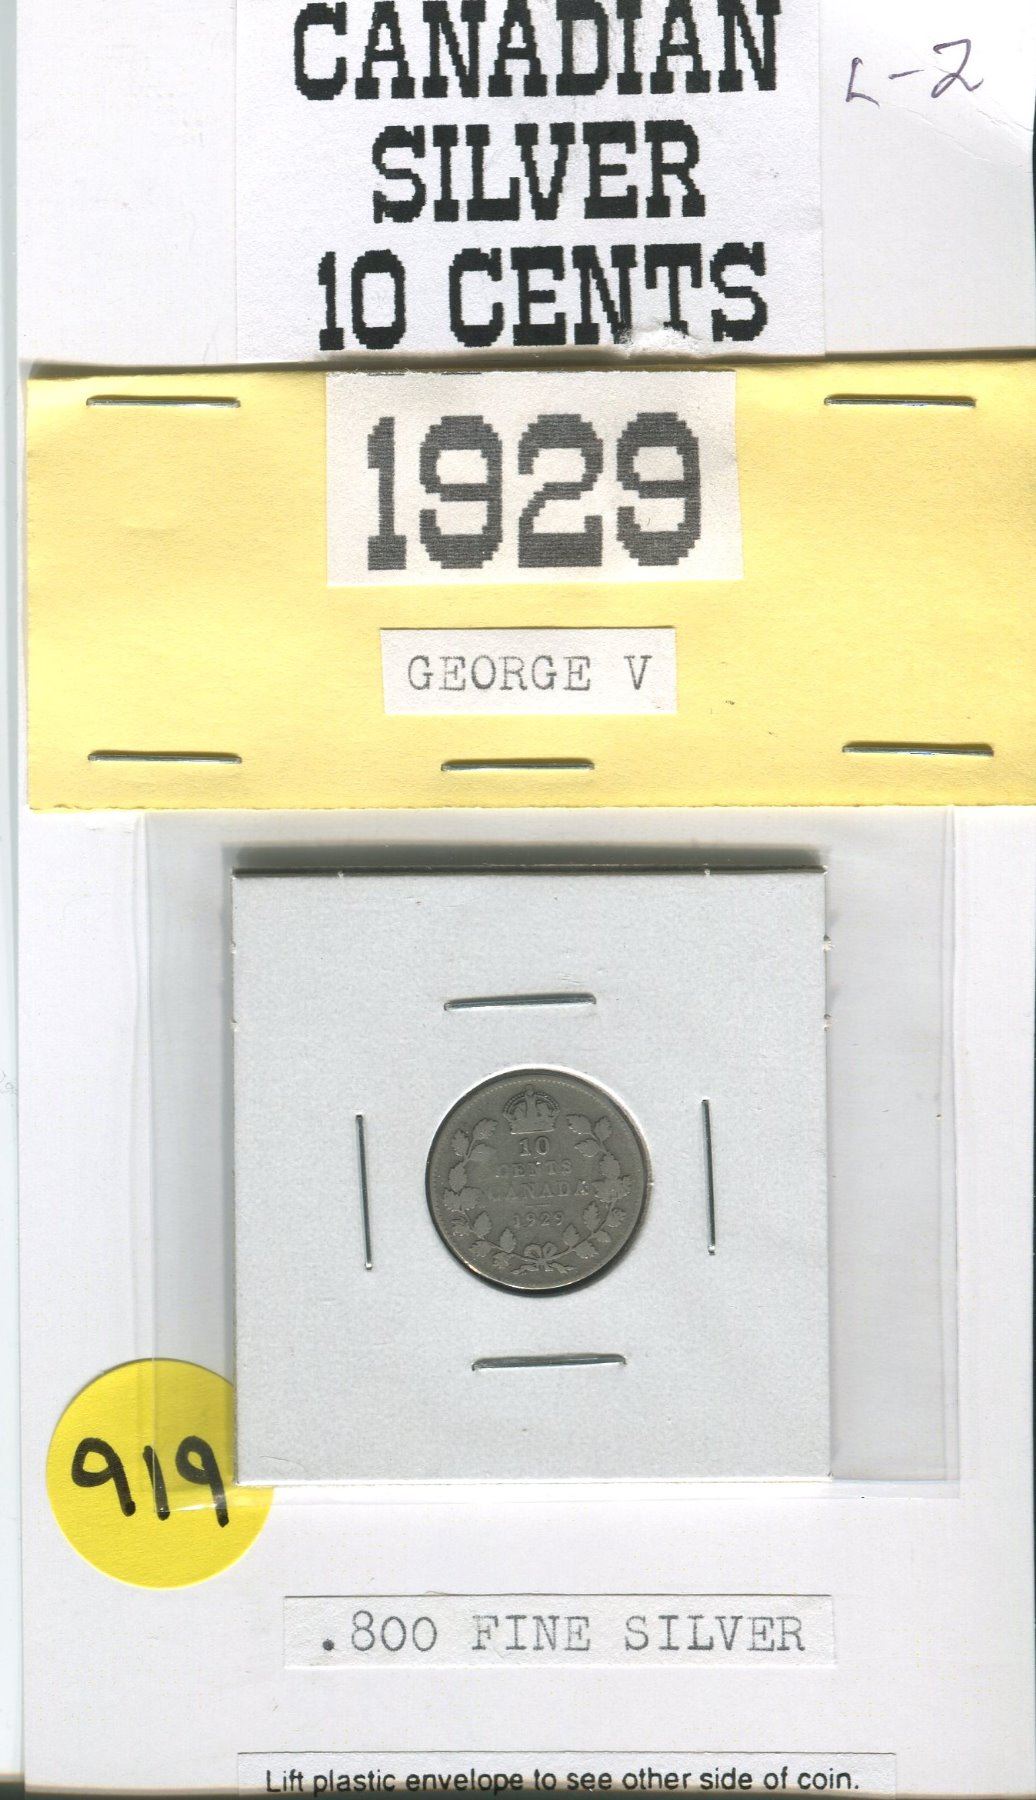 CANADIAN
SILVER
10 CENTS
L-2
1929
GEORGE V
10
CENTS
CANADA
1929
919
.800 FINE SILVER
Lift plastic envelope to see other side of coin.